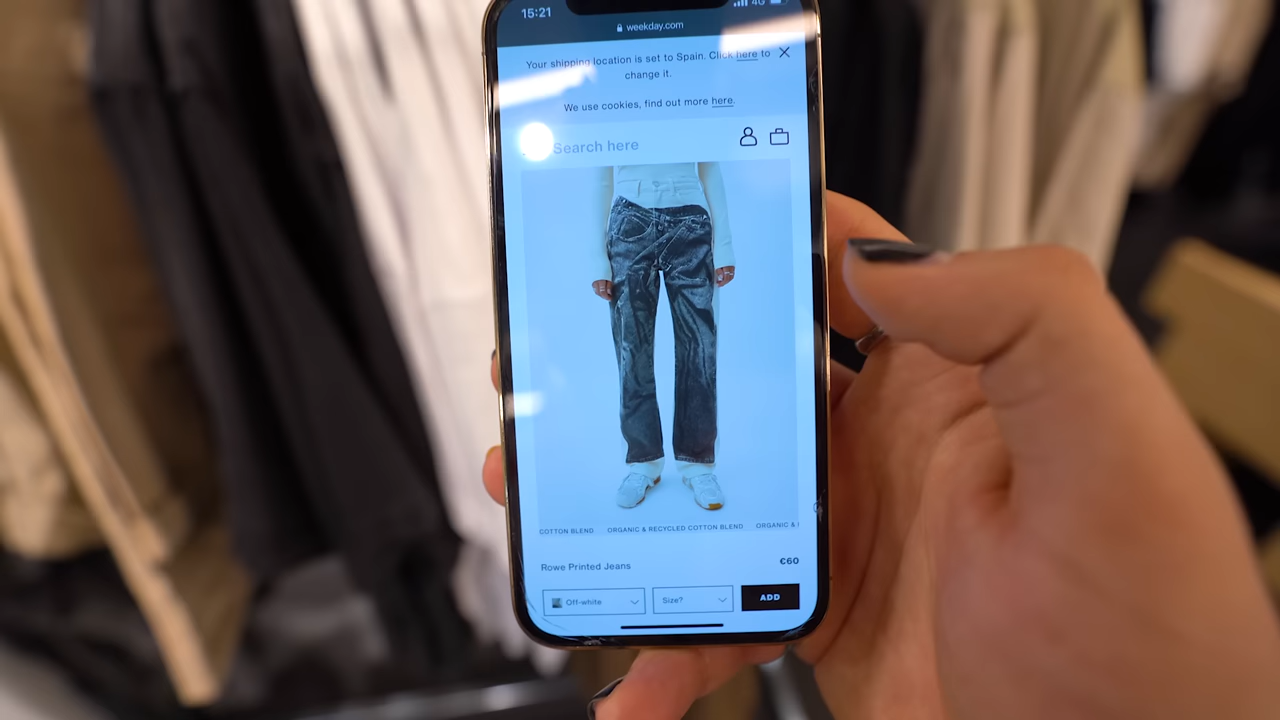 15:21
4G
weekday.com
Your shipping location is set to Spain. Click here to
change it.
We use cookies, find out more here.
Search here
COTTON BLEND ORGANIC & RECYCLED COTTON BLEND ORGANIC &
Rowe Printed Jeans €60
Off-white Size? ADD